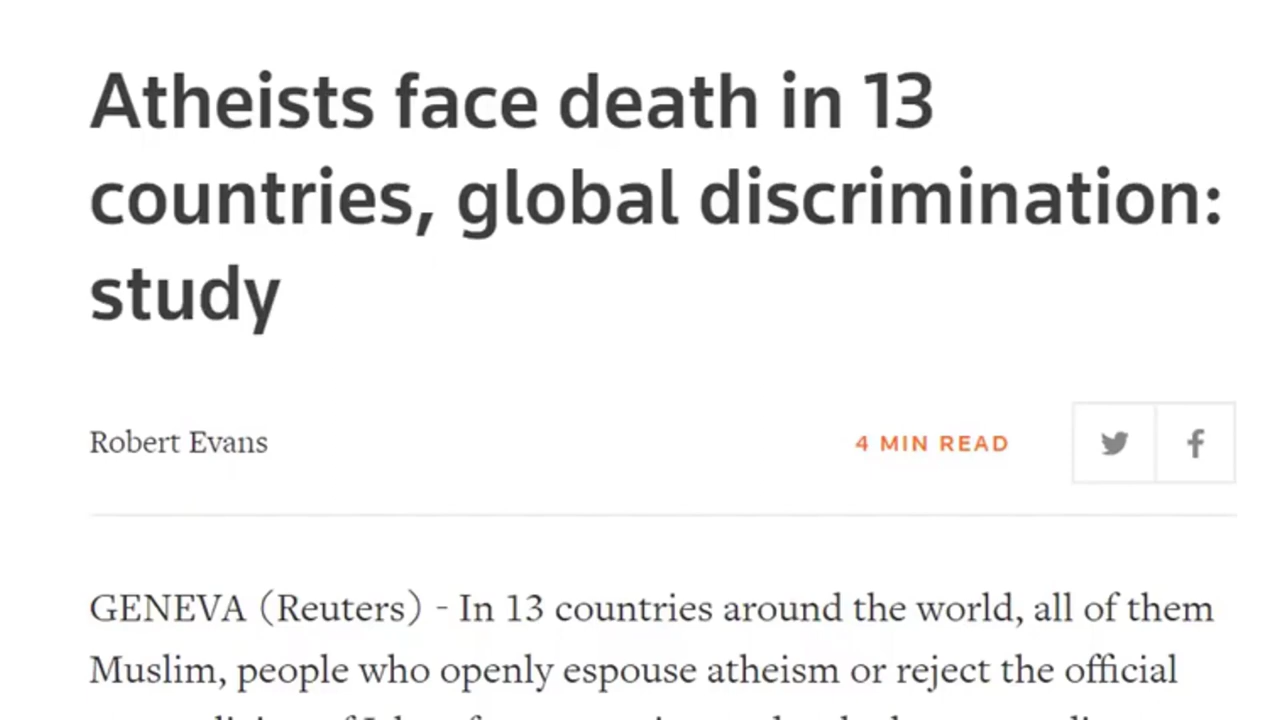 Atheists face death in 13
countries, global discrimination:
study
Robert Evans
4 MIN READ
GENEVA (Reuters) - In 13 countries around the world, all of them
Muslim, people who openly espouse atheism or reject the official